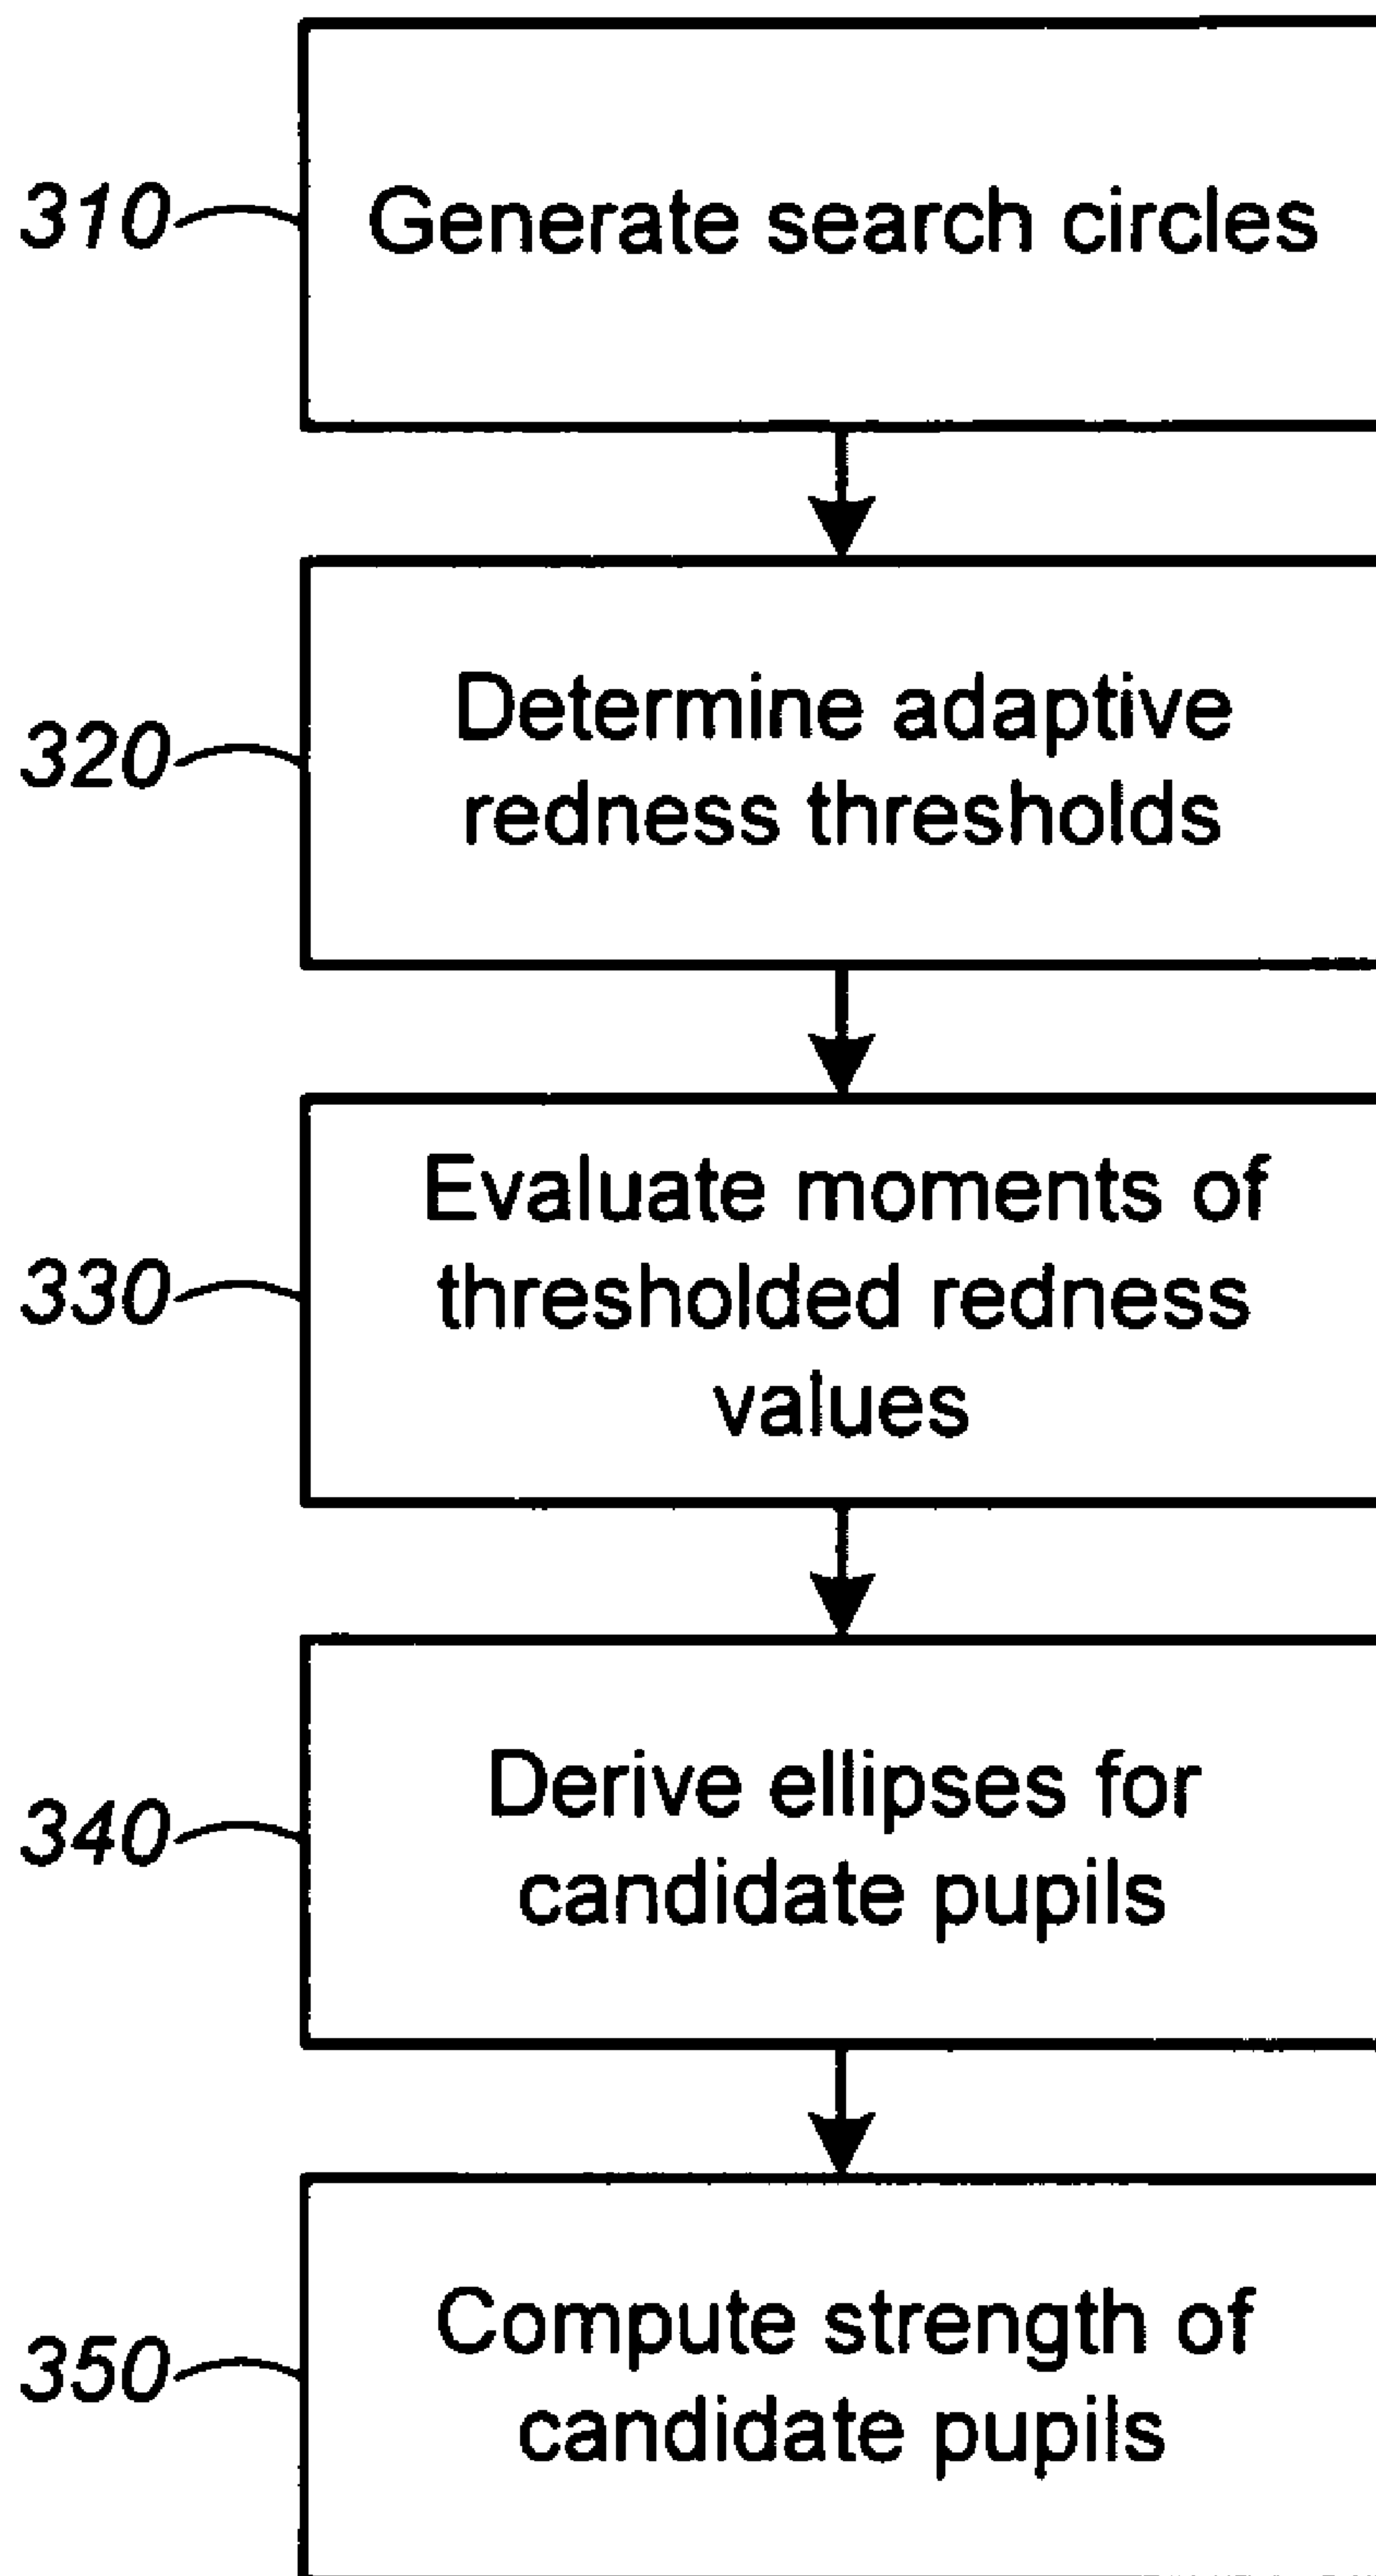 310
Generate search circles
320
Determine adaptive
redness thresholds
330
Evaluate moments of
thresholded redness
values
340
Derive ellipses for
candidate pupils
350
Compute strength of
candidate pupils